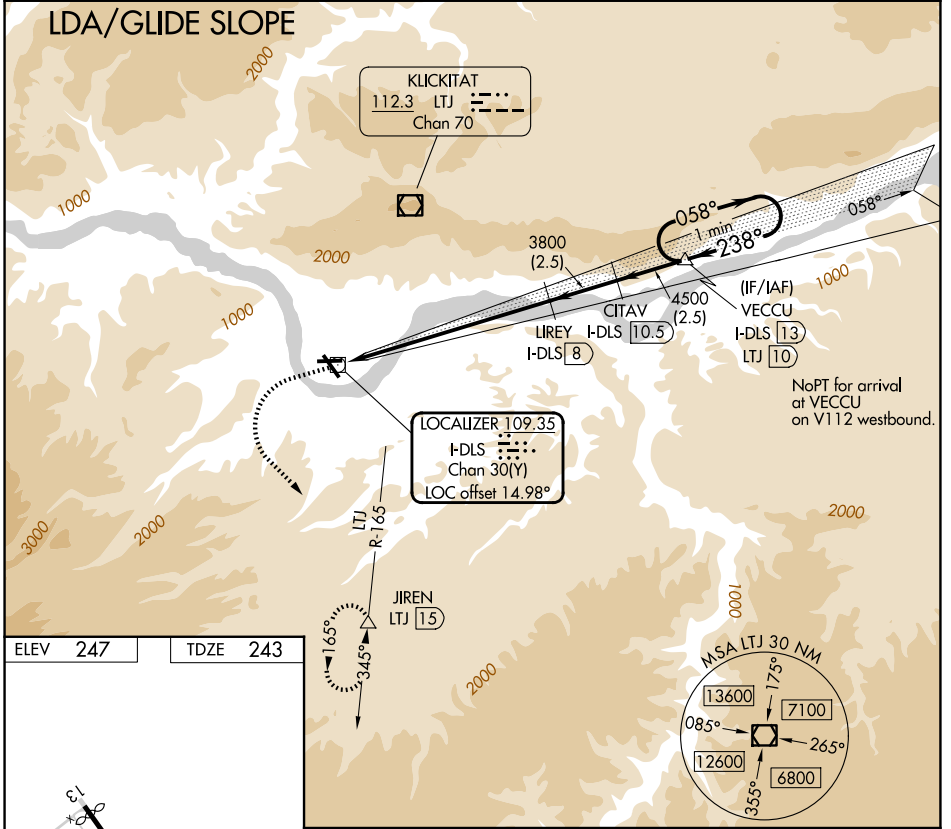 LDA/GLIDE SLOPE
2000
KLICKITAT
112.3 LTJ
Chan 70
1000
2000
1000
3800
(2.5)
058°
1 min
238°
058°
LIREY
I-DLS 8
CITAV
I-DLS 10.5
4500
(2.5)
(IF/IAF)
VECCU
I-DLS 13
LTJ 10
1000
NoPT for arrival
at VECCU
on V112 westbound.
LOCALIZER 109.35
I-DLS
Chan 30(Y)
LOC offset 14.98°
3000
2000
LTJ
R-165
2000
1000
JIREN
LTJ 15
165°
345°
2000
ELEV 247
TDZE 243
13
MSA LTJ 30 NM
13600
175°
7100
085°
265°
12600
355°
6800